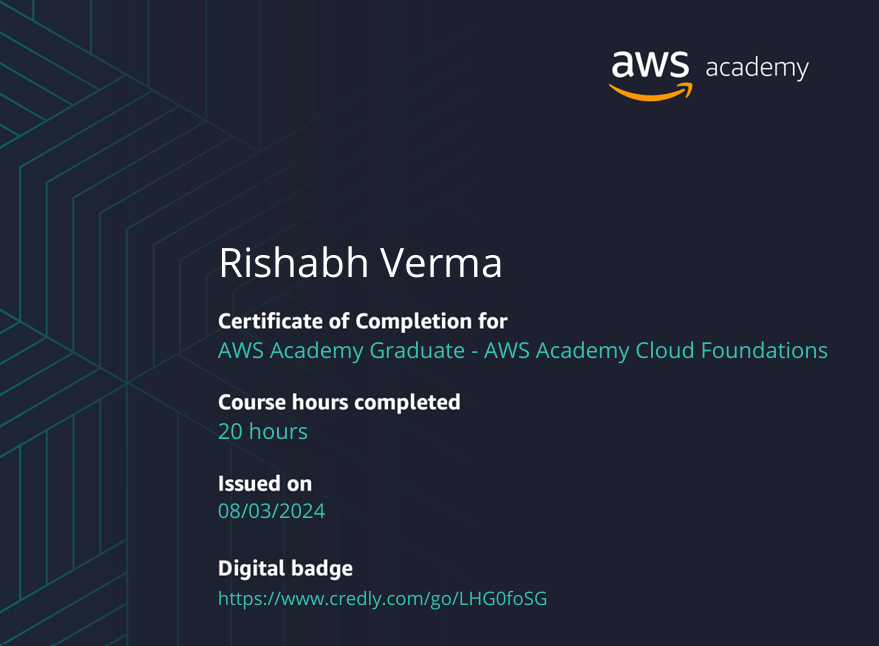 aws academy
Rishabh Verma
Certificate of Completion for
AWS Academy Graduate - AWS Academy Cloud Foundations
Course hours completed
20 hours
Issued on
08/03/2024
Digital badge
https://www.credly.com/go/LHG0foSG